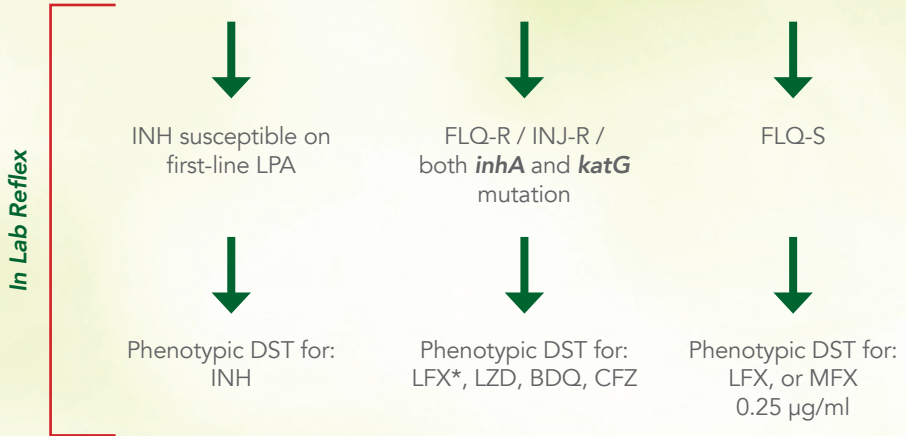 In Lab Reflex
INH susceptible on
first-line LPA
FLQ-R / INJ-R /
both inhA and katG
mutation
FLQ-S
Phenotypic DST for:
INH
Phenotypic DST for:
LFX*, LZD, BDQ, CFZ
Phenotypic DST for:
LFX, or MFX
0.25 µg/ml